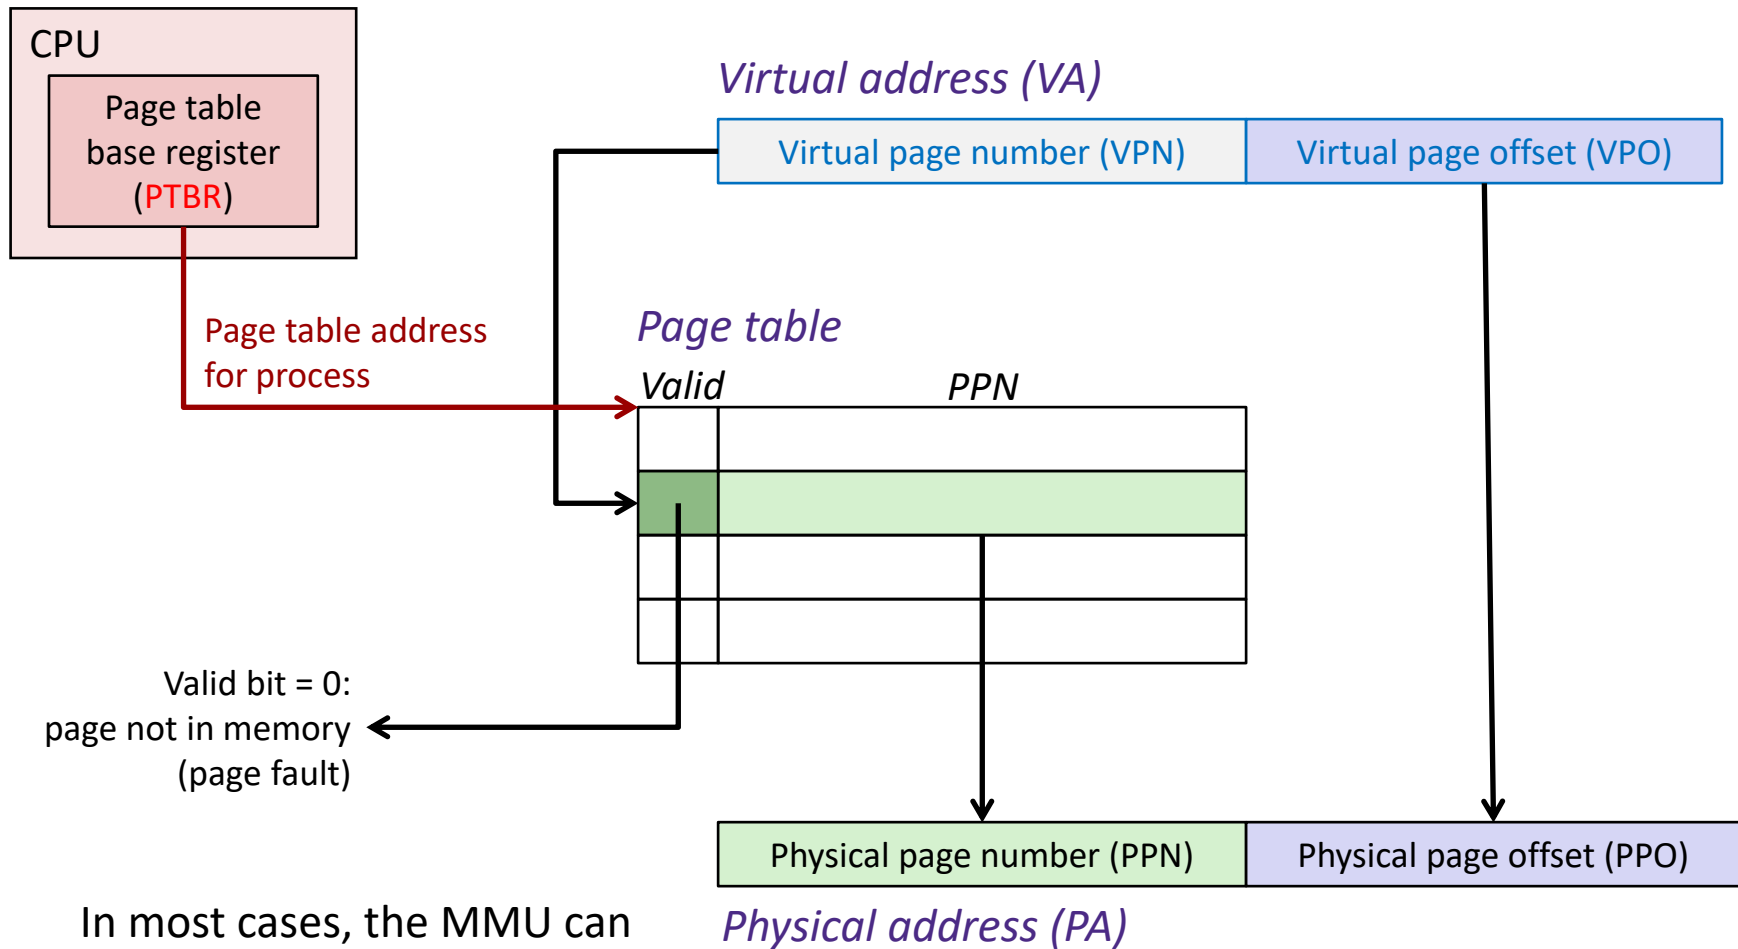 CPU
Page table
base register
(PTBR)
Virtual address (VA)
Virtual page number (VPN)
Virtual page offset (VPO)
Page table address
for process
Page table
Valid
PPN
Valid bit = 0:
page not in memory
(page fault)
Physical page number (PPN)
Physical page offset (PPO)
In most cases, the MMU can
Physical address (PA)